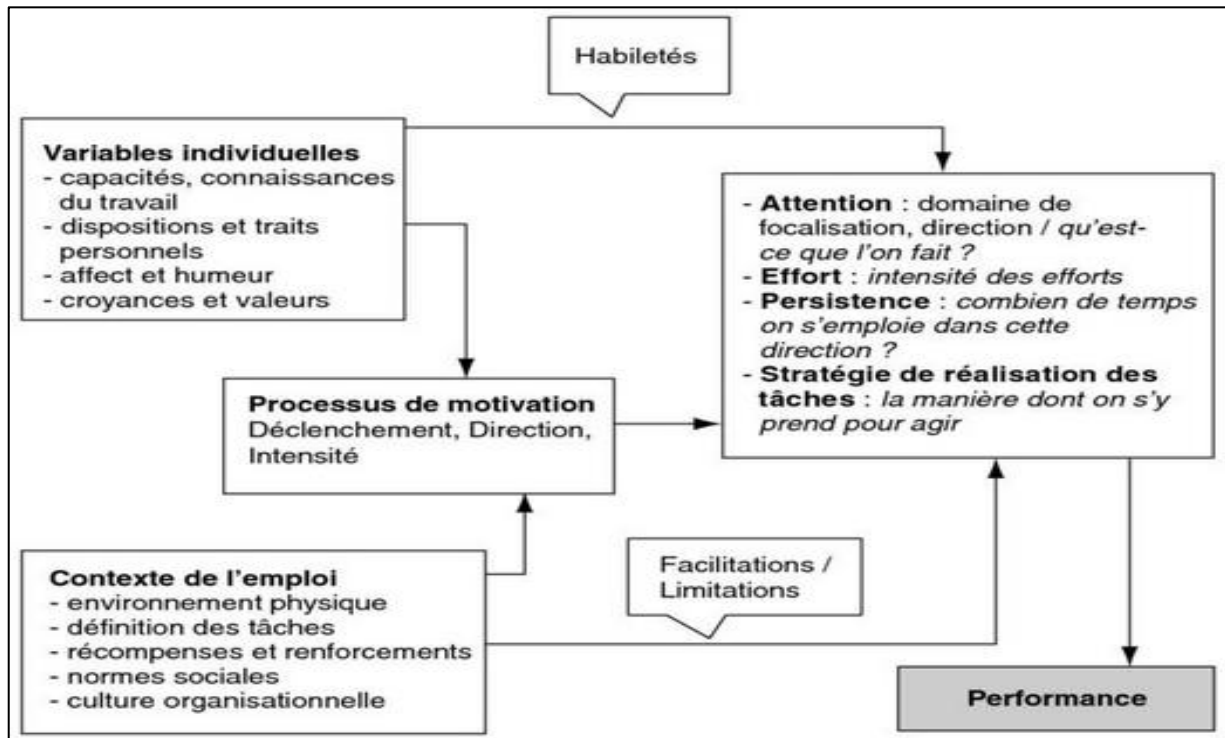 Habiletés
Variables individuelles
- capacités, connaissances
du travail
- dispositions et traits
personnels
- affect et humeur
- croyances et valeurs
- Attention : domaine de
focalisation, direction / qu'est-
ce que l'on fait ?
- Effort : intensité des efforts
- Persistence : combien de temps
on s'emploie dans cette
direction ?
- Stratégie de réalisation des
tâches : la manière dont on s'y
prend pour agir
Processus de motivation
Déclenchement, Direction,
Intensité
Contexte de l'emploi
- environnement physique
- définition des tâches
- récompenses et renforcements
- normes sociales
- culture organisationnelle
Facilitations /
Limitations
Performance